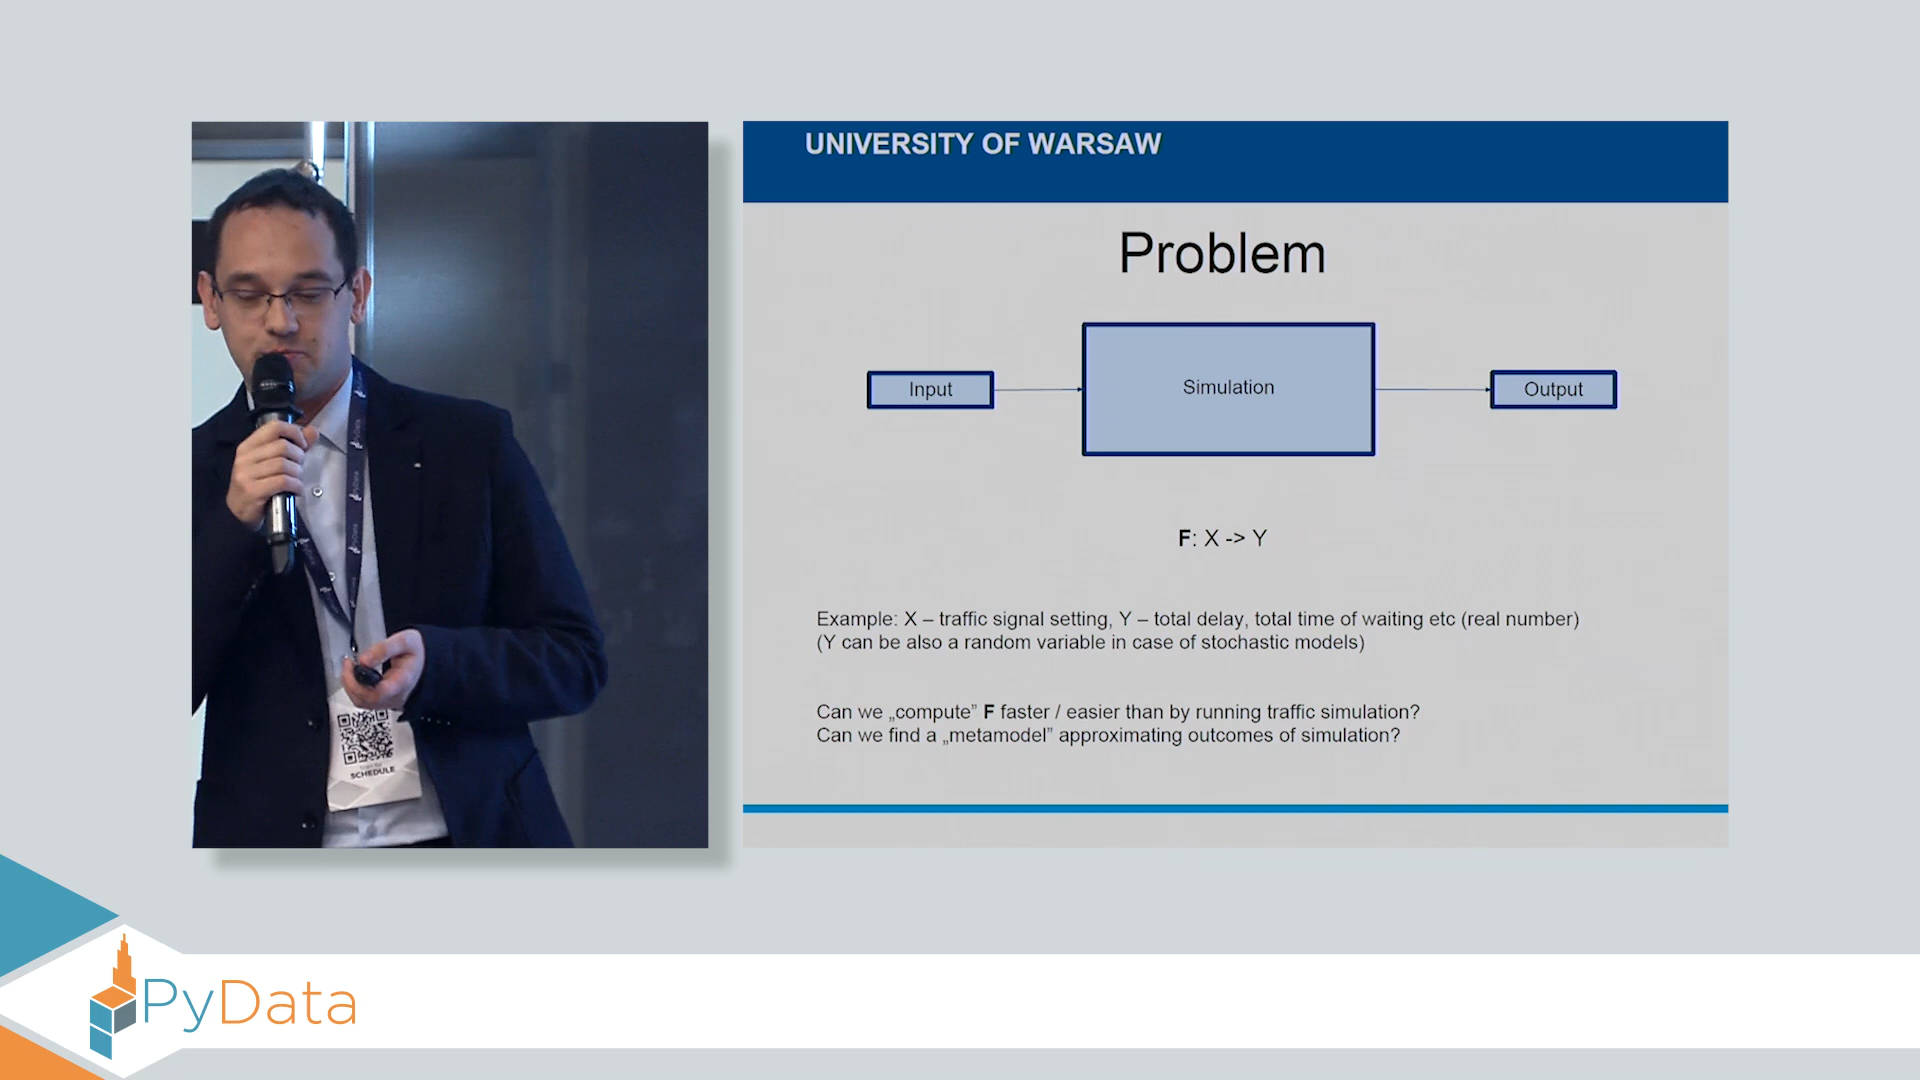 UNIVERSITY OF WARSAW
Problem
Input
Simulation
Output
F: X -> Y
Example: X – traffic signal setting, Y – total delay, total time of waiting etc (real number)
(Y can be also a random variable in case of stochastic models)
Can we „compute” F faster / easier than by running traffic simulation?
Can we find a „metamodel” approximating outcomes of simulation?
SCHEDULE
PyData